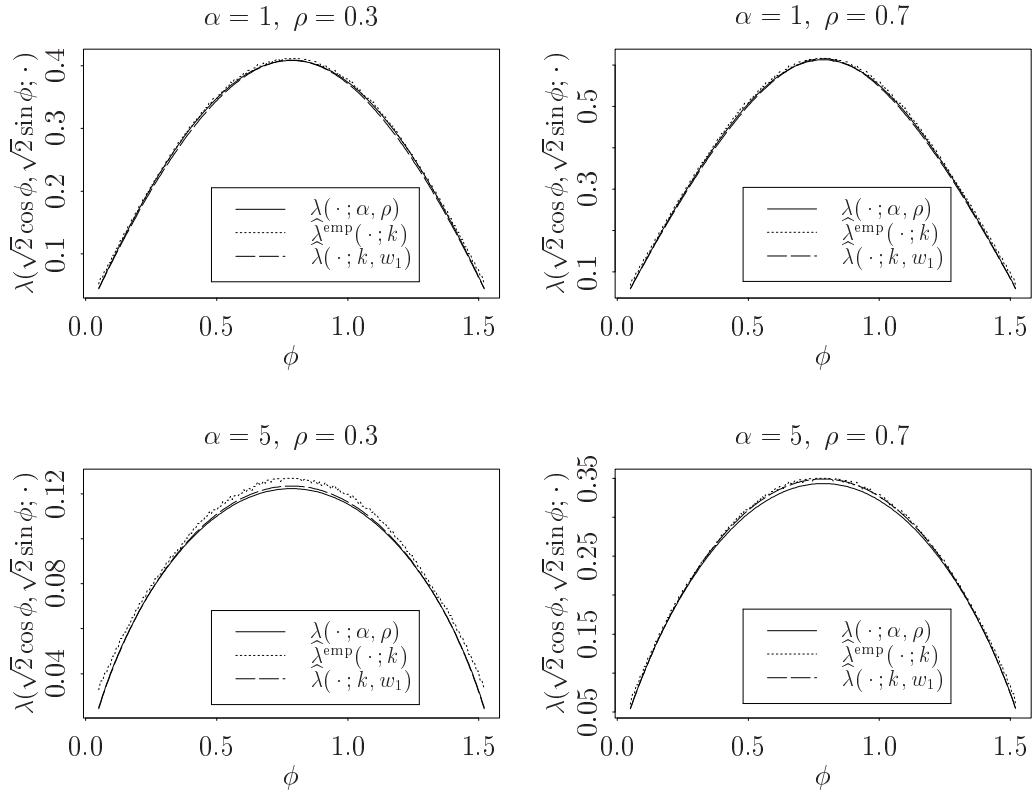 α = 1, ρ = 0.3
λ(√2 cos ϕ, √2 sin ϕ; ·)
0.1 0.2 0.3 0.4
λ(· ; α, ρ)
λ̂^emp(· ; k)
λ̂(· ; k, w₁)
0.0 0.5 1.0 1.5
ϕ
α = 1, ρ = 0.7
λ(√2 cos ϕ, √2 sin ϕ; ·)
0.1 0.3 0.5
λ(· ; α, ρ)
λ̂^emp(· ; k)
λ̂(· ; k, w₁)
0.0 0.5 1.0 1.5
ϕ
α = 5, ρ = 0.3
λ(√2 cos ϕ, √2 sin ϕ; ·)
0.04 0.08 0.12
λ(· ; α, ρ)
λ̂^emp(· ; k)
λ̂(· ; k, w₁)
0.0 0.5 1.0 1.5
ϕ
α = 5, ρ = 0.7
λ(√2 cos ϕ, √2 sin ϕ; ·)
0.05 0.15 0.25 0.35
λ(· ; α, ρ)
λ̂^emp(· ; k)
λ̂(· ; k, w₁)
0.0 0.5 1.0 1.5
ϕ